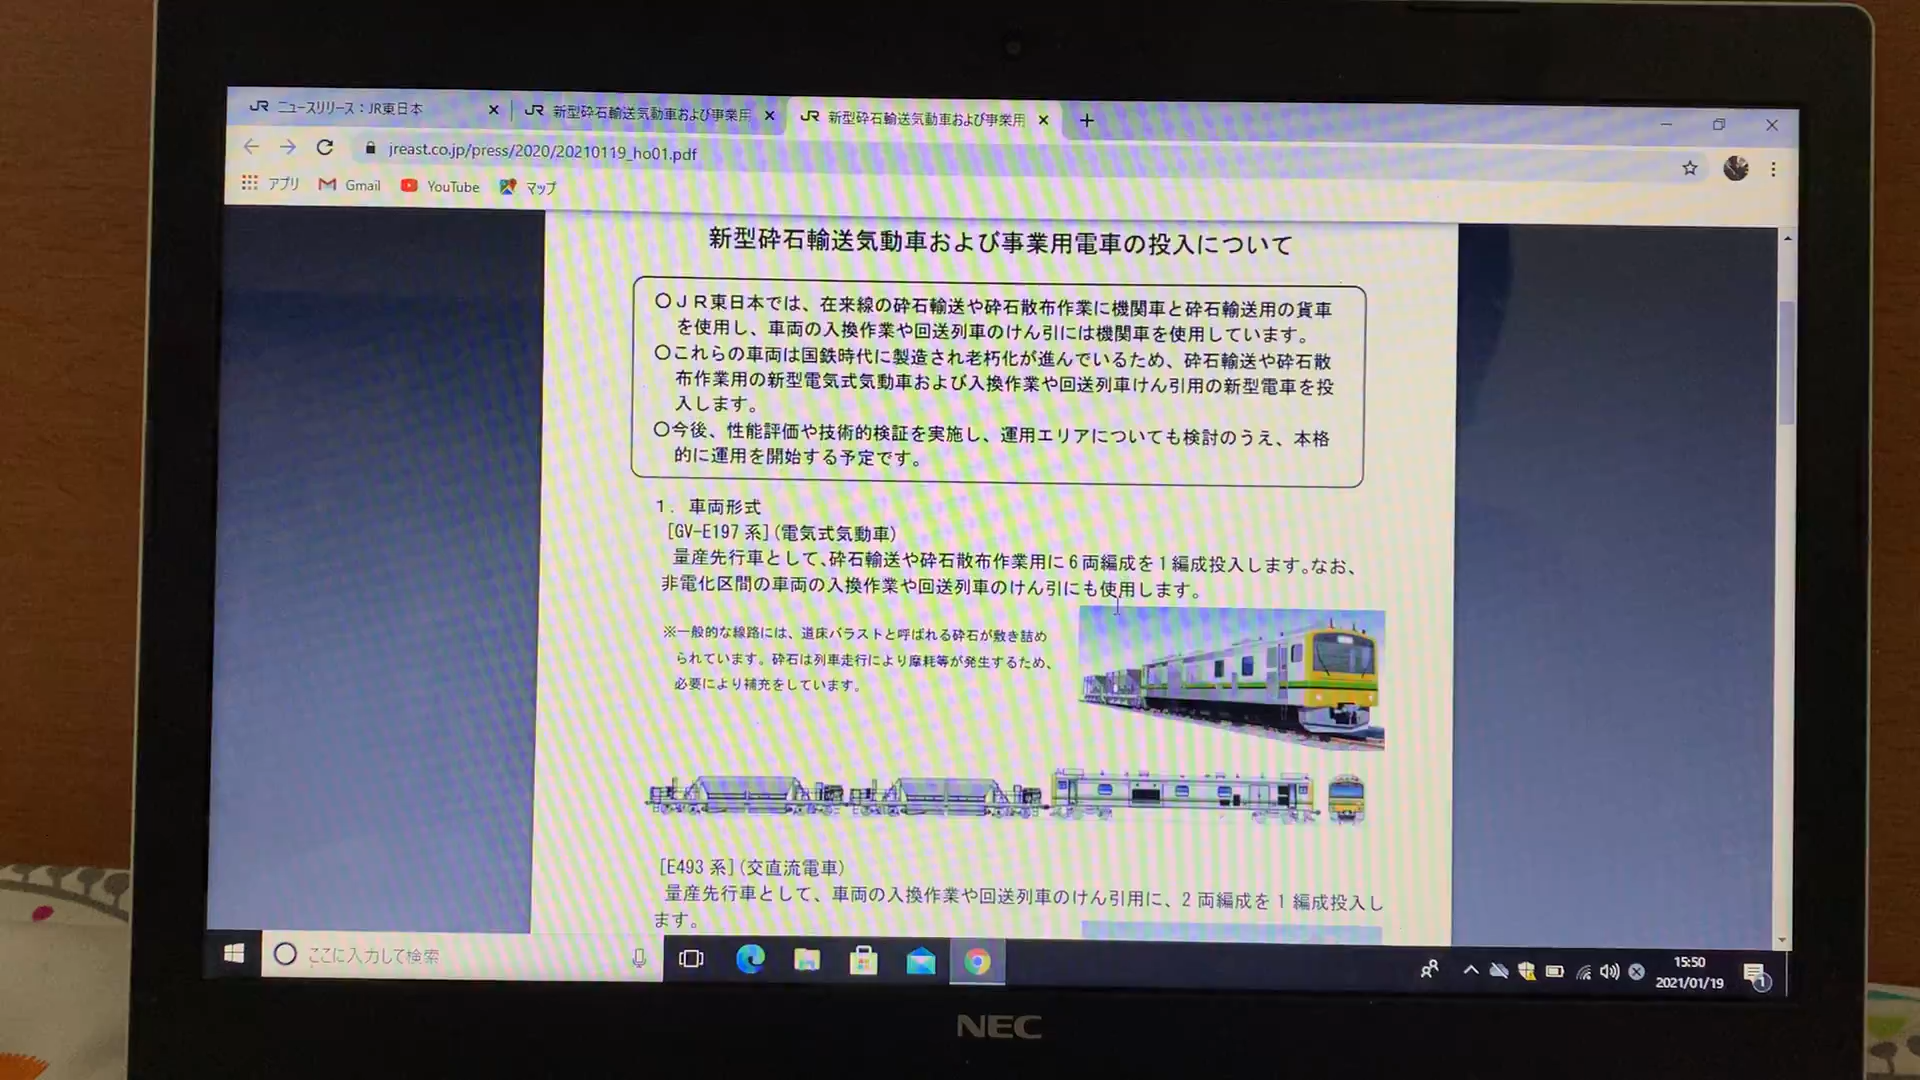 ニュースリリース：JR東日本
新型砕石輸送気動車および事業用
新型砕石輸送気動車および事業用
jreast.co.jp/press/2020/20210119_ho01.pdf
アプリ Gmail YouTube マップ
新型砕石輸送気動車および事業用電車の投入について
〇ＪＲ東日本では、在来線の砕石輸送や砕石散布作業に機関車と砕石輸送用の貨車
を使用し、車両の入換作業や回送列車のけん引には機関車を使用しています。
〇これらの車両は国鉄時代に製造され老朽化が進んでいるため、砕石輸送や砕石散
布作業用の新型電気式気動車および入換作業や回送列車けん引用の新型電車を投
入します。
〇今後、性能評価や技術的検証を実施し、運用エリアについても検討のうえ、本格
的に運用を開始する予定です。
１．車両形式
[GV-E197 系](電気式気動車)
量産先行車として、砕石輸送や砕石散布作業用に６両編成を１編成投入します。なお、
非電化区間の車両の入換作業や回送列車のけん引にも使用します。
※一般的な線路には、道床バラストと呼ばれる砕石が敷き詰め
られています。砕石は列車走行により摩耗等が発生するため、
必要により補充をしています。
[E493 系](交直流電車)
量産先行車として、車両の入換作業や回送列車のけん引用に、２両編成を１編成投入し
ます。
ここに入力して検索
15:50
2021/01/19
1
NEC